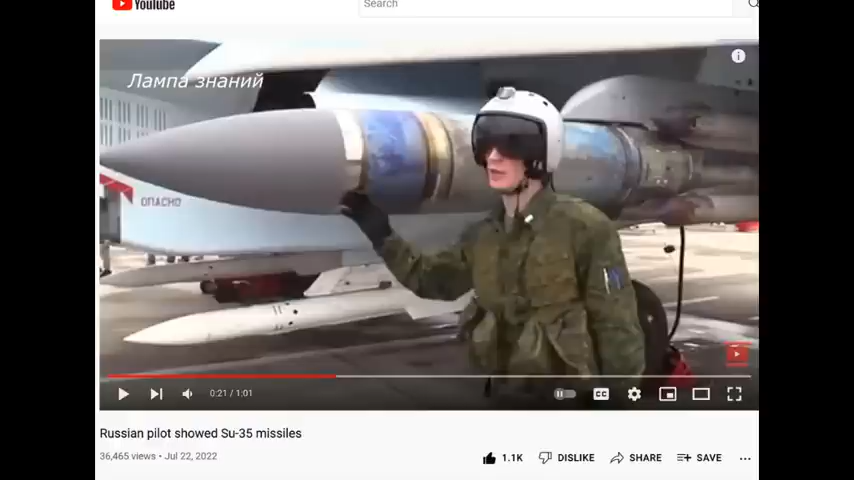 YouTube
Search
Лампа знаний
ОПАСНО
0:21 / 1:01
CC
Russian pilot showed Su-35 missiles
36,465 views • Jul 22, 2022
1.1K DISLIKE SHARE SAVE